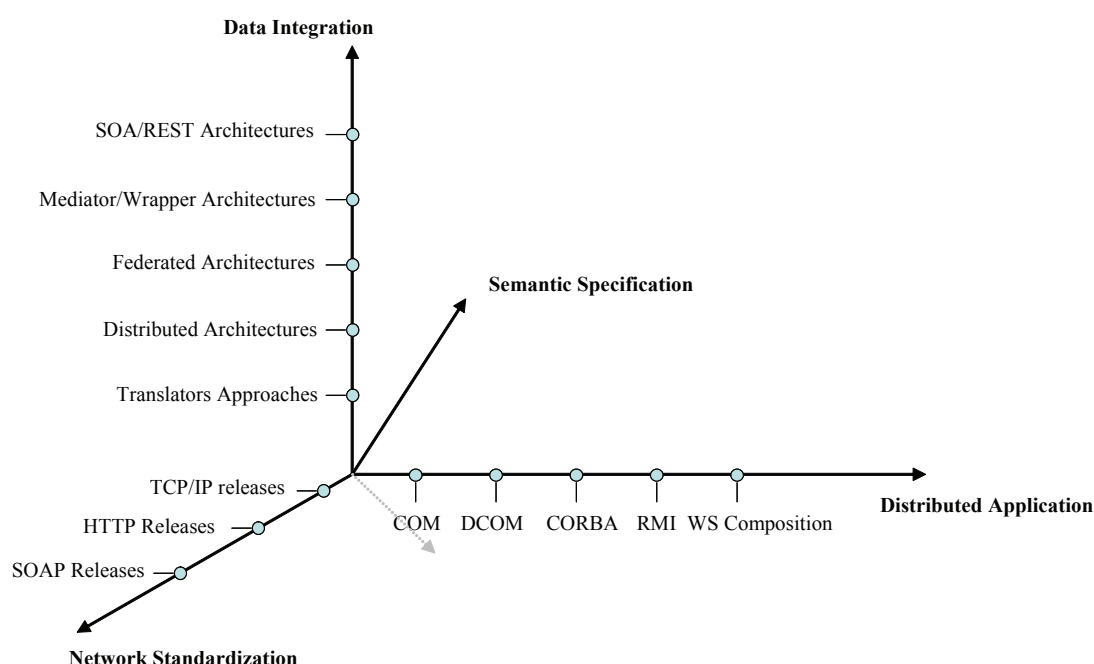 Data Integration
SOA/REST Architectures
Mediator/Wrapper Architectures
Federated Architectures
Semantic Specification
Distributed Architectures
Translators Approaches
TCP/IP releases
Distributed Application
HTTP Releases
COM DCOM CORBA RMI WS Composition
SOAP Releases
Network Standardization